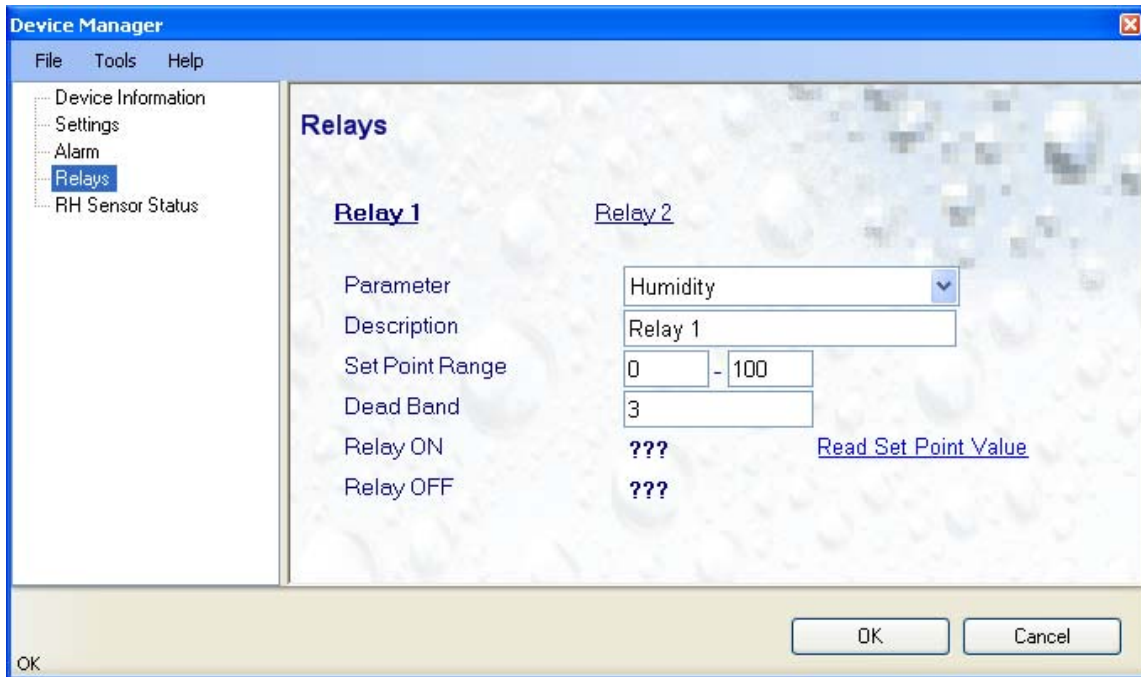 Device Manager
File Tools Help
Device Information
Settings
Alarm
Relays
RH Sensor Status
Relays
Relay 1 Relay 2
Parameter Humidity
Description Relay 1
Set Point Range 0 - 100
Dead Band 3
Relay ON ??? Read Set Point Value
Relay OFF ???
OK Cancel
OK